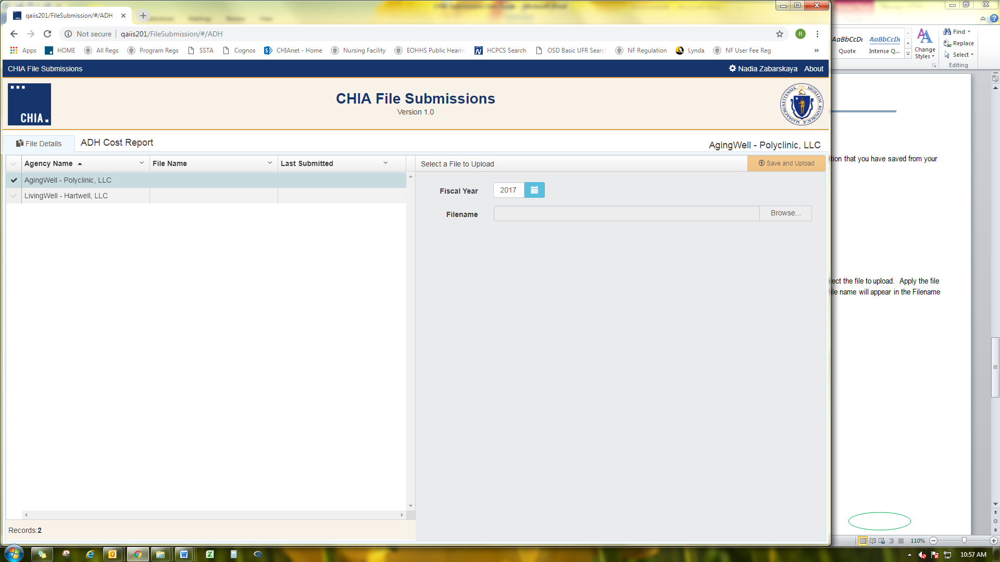 qaiis201/FileSubmission/#/ADH
Not secure | qaiis201/FileSubmission/#/ADH
Apps HOME All Regs Program Regs SSTA Cognos CHIAnet - Home Nursing Facility EOHHS Public Hearin HCPCS Search OSD Basic UFR Searc NF Regulation Lynda NF User Fee Reg »
CHIA File Submissions
Nadia Zabarskaya About
CHIA.
CHIA File Submissions
Version 1.0
File Details
ADH Cost Report
AgingWell - Polyclinic, LLC
Agency Name File Name Last Submitted
AgingWell - Polyclinic, LLC
LivingWell - Hartwell, LLC
Records:2
Select a File to Upload
Save and Upload
Fiscal Year 2017
Filename Browse...
AaBbCcDc AaBbCcDc
Quote Intense Q...
Change
Styles
Find
Replace
Select
Editing
tion that you have saved from your
ect the file to upload. Apply the file
ile name will appear in the Filename
110%
10:57 AM